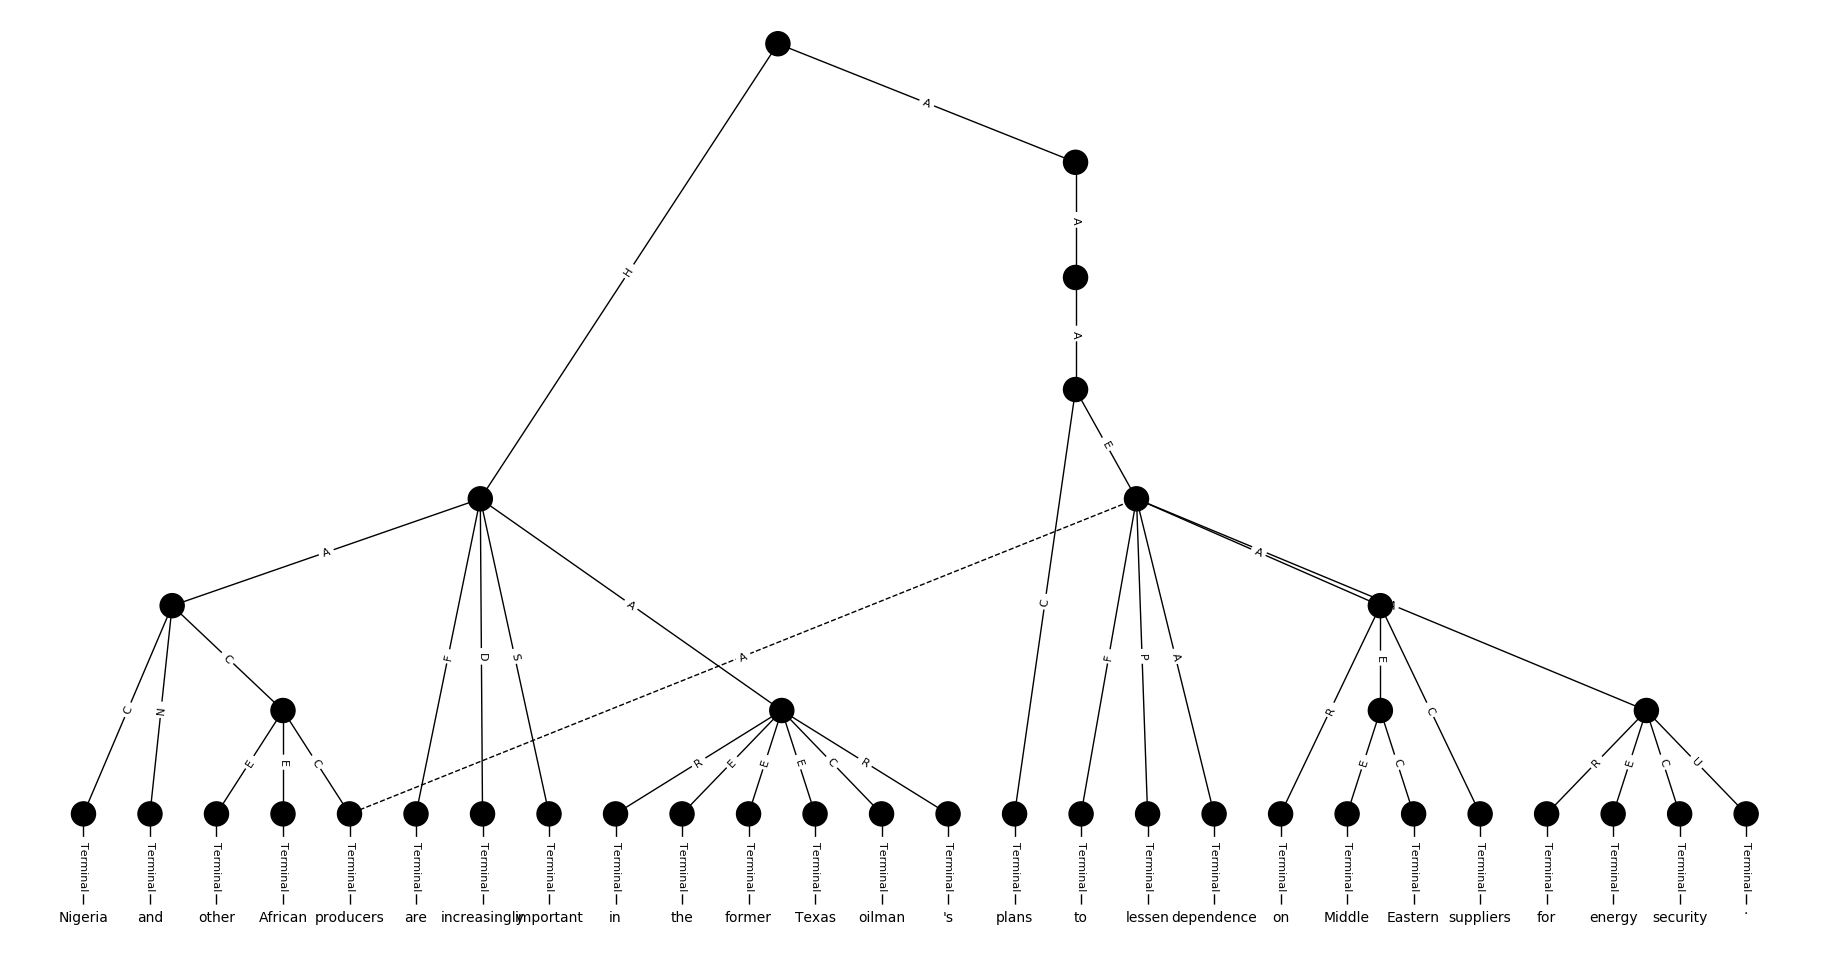 A
A
H
A
E
A A
A A
F D S A C F P A E
C
C N R E C
E E C R E E E C R E C R E C U
Terminal Terminal Terminal Terminal Terminal Terminal Terminal Terminal Terminal Terminal Terminal Terminal Terminal Terminal Terminal Terminal Terminal Terminal Terminal Terminal Terminal Terminal Terminal Terminal Terminal Terminal
Nigeria and other African producers are increasingly important in the former Texas oilman 's plans to lessen dependence on Middle Eastern suppliers for energy security .